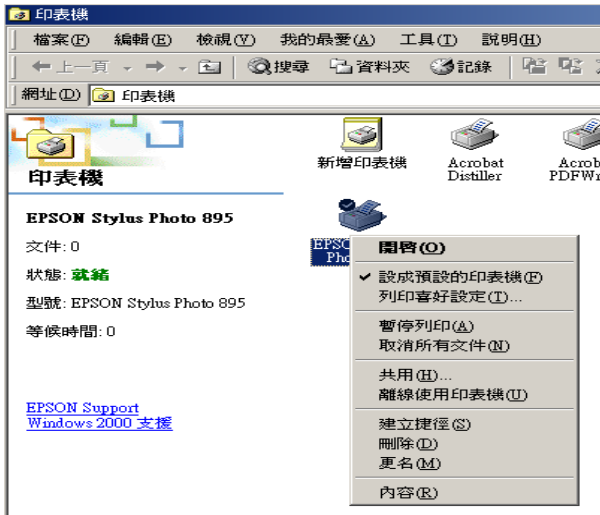 印表機
檔案(F) 編輯(E) 檢視(V) 我的最愛(A) 工具(T) 說明(H)
上一頁 搜尋 資料夾 記錄
網址(D) 印表機
印表機
新增印表機
Acrobat
Distiller
Acrob
PDFWr
EPSON Stylus Photo 895
文件: 0
狀態: 就緒
型號: EPSON Stylus Photo 895
等候時間: 0
EPSON Support
Windows 2000 支援
EPSO
Pho
開啓(O)
設成預設的印表機(F)
列印喜好設定(T)...
暫停列印(A)
取消所有文件(N)
共用(H)...
離線使用印表機(U)
建立捷徑(S)
刪除(D)
更名(M)
內容(R)